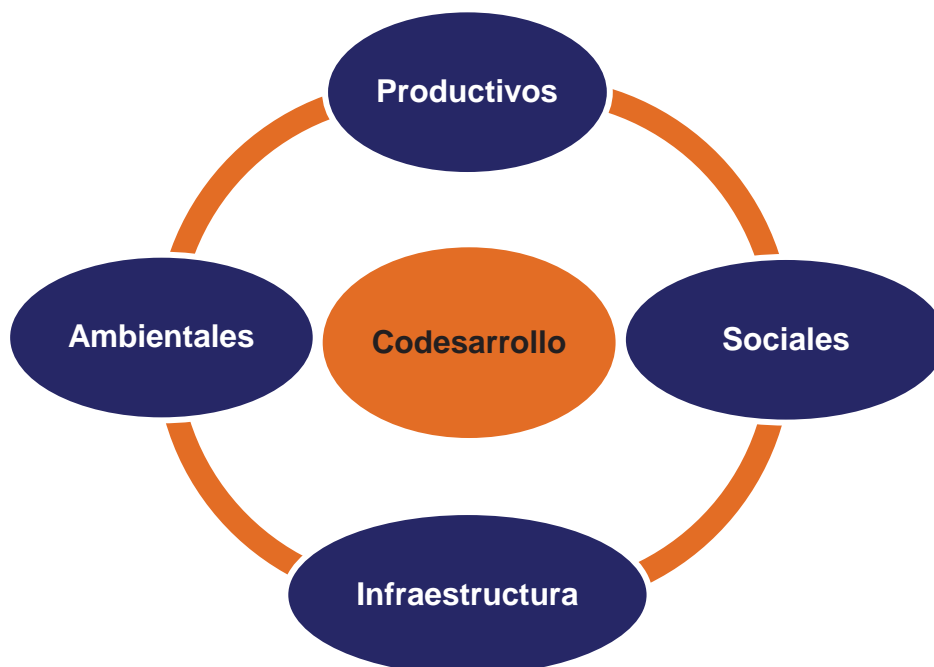 Productivos
Ambientales
Codesarrollo
Sociales
Infraestructura